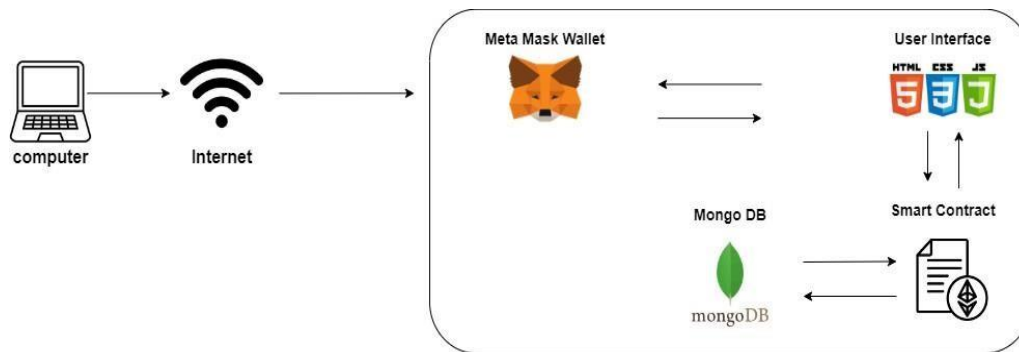 Meta Mask Wallet
User Interface
HTML CSS JS
5 3 J
computer
Internet
Mongo DB
Smart Contract
mongoDB